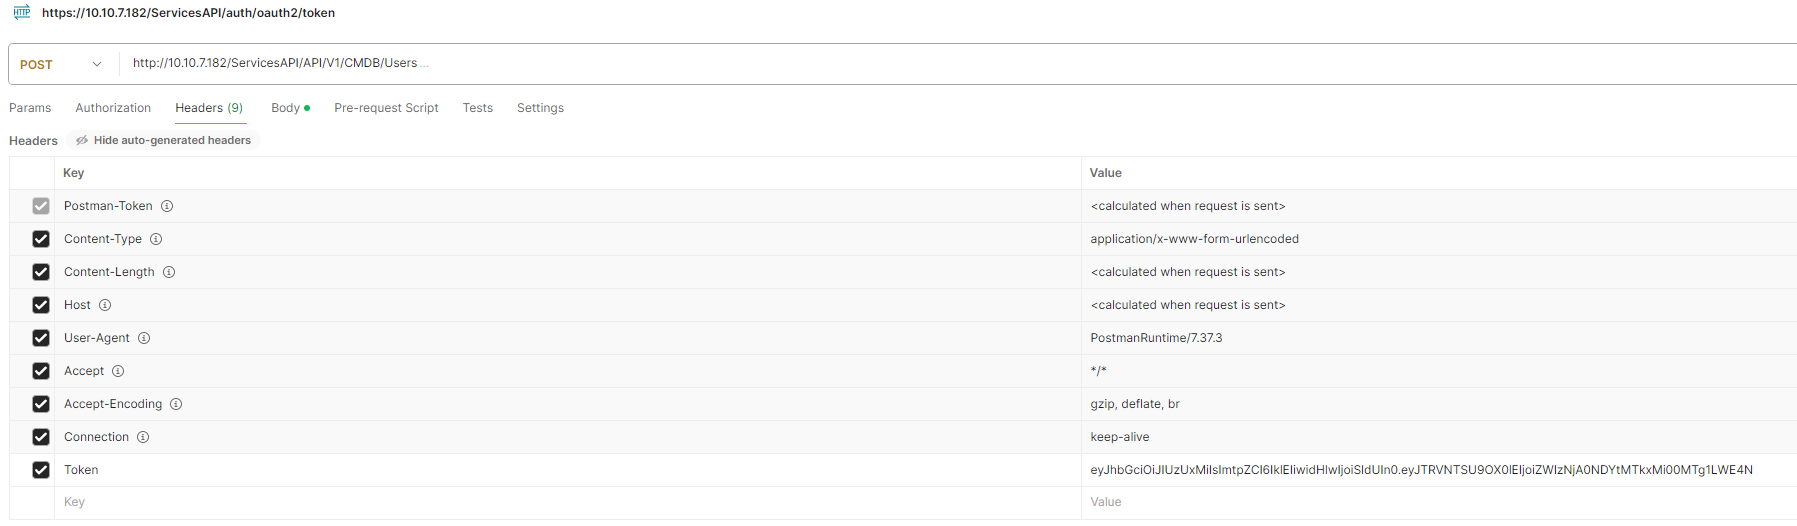 HTTP https://10.10.7.182/ServicesAPI/auth/oauth2/token
POST http://10.10.7.182/ServicesAPI/API/V1/CMDB/Users ...
Params Authorization Headers (9) Body Pre-request Script Tests Settings
Headers Hide auto-generated headers
Key Value
Postman-Token <calculated when request is sent>
Content-Type application/x-www-form-urlencoded
Content-Length <calculated when request is sent>
Host <calculated when request is sent>
User-Agent PostmanRuntime/7.37.3
Accept */*
Accept-Encoding gzip, deflate, br
Connection keep-alive
Token eyJhbGciOiJIUzUxMiIsImtpZCI6IklEIiwidHlwIjoiSldUIn0.eyJTRVNTSU9OX0lEIjoiZWIzNjA0NDYtMTkxMi00MTg1LWE4N
Key Value